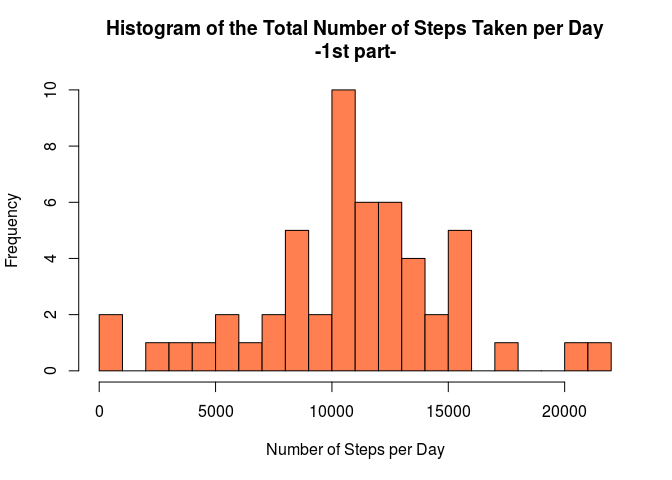 Histogram of the Total Number of Steps Taken per Day
-1st part-
10
8
6
4
2
0
Frequency
0 5000 10000 15000 20000
Number of Steps per Day